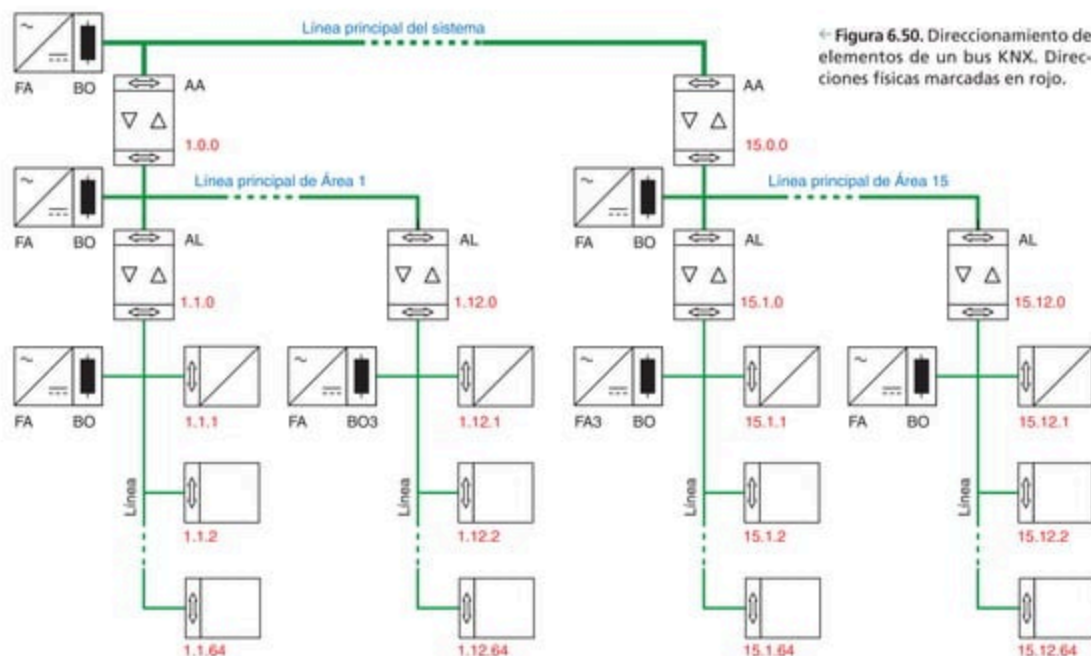 Línea principal del sistema
← Figura 6.50. Direccionamiento de
elementos de un bus KNX. Direc-
ciones físicas marcadas en rojo.
FA BO AA AA
1.0.0 15.0.0
Línea principal de Área 1 Línea principal de Área 15
FA BO AL AL FA BO AL AL
1.1.0 1.12.0 15.1.0 15.12.0
FA BO 1.1.1 FA BO3 1.12.1 FA3 BO 15.1.1 FA BO 15.12.1
Línea Línea Línea Línea
1.1.2 1.12.2 15.1.2 15.12.2
1.1.64 1.12.64 15.1.64 15.12.64